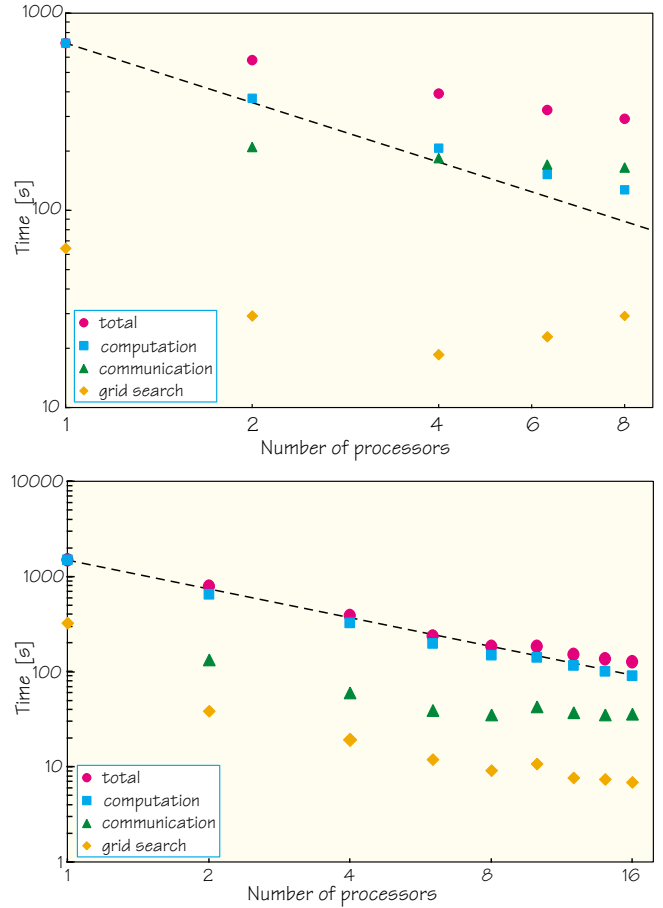 1000
Time [s]
100
total
computation
communication
grid search
10
1 2 4 6 8
Number of processors
10000
1000
Time [s]
100
10
total
computation
communication
grid search
1
1 2 4 8 16
Number of processors